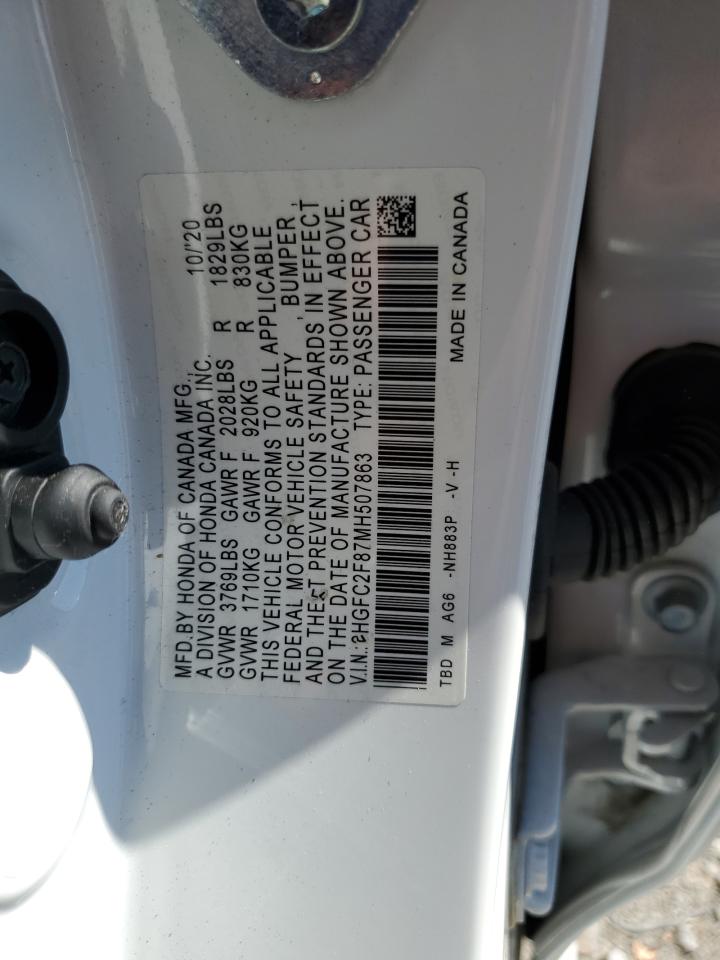 MFD.BY HONDA OF CANADA MFG., 10/'20
A DIVISION OF HONDA CANADA INC.
GVWR 3769LBS GAWR F 2028LBS R 1829LBS
GVWR 1710KG GAWR F 920KG R 830KG
THIS VEHICLE CONFORMS TO ALL APPLICABLE
FEDERAL MOTOR VEHICLE SAFETY , BUMPER ,
AND THEFT PREVENTION STANDARDS IN EFFECT
ON THE DATE OF MANUFACTURE SHOWN ABOVE.
V.I.N.: 2HGFC2F87MH507863 TYPE: PASSENGER CAR
TBD M AG6 -NH883P -V -H MADE IN CANADA